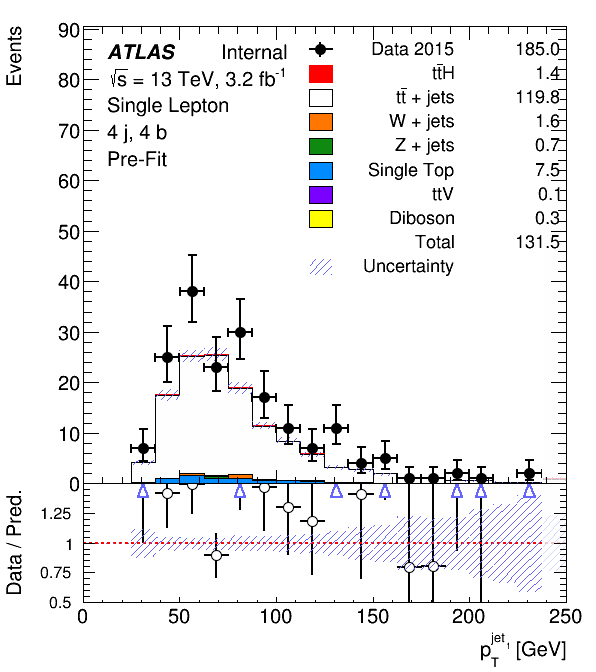 Events
ATLAS Internal
√s = 13 TeV, 3.2 fb⁻¹
Single Lepton
4 j, 4 b
Pre-Fit
Data 2015 185.0
tt̄H 1.4
tt̄ + jets 119.8
W + jets 1.6
Z + jets 0.7
Single Top 7.5
ttV 0.1
Diboson 0.3
Total 131.5
Uncertainty
90
80
70
60
50
40
30
20
10
0
Data / Pred.
1.25
1
0.75
0.5
0 50 100 150 200 250
p_T^{jet_1} [GeV]